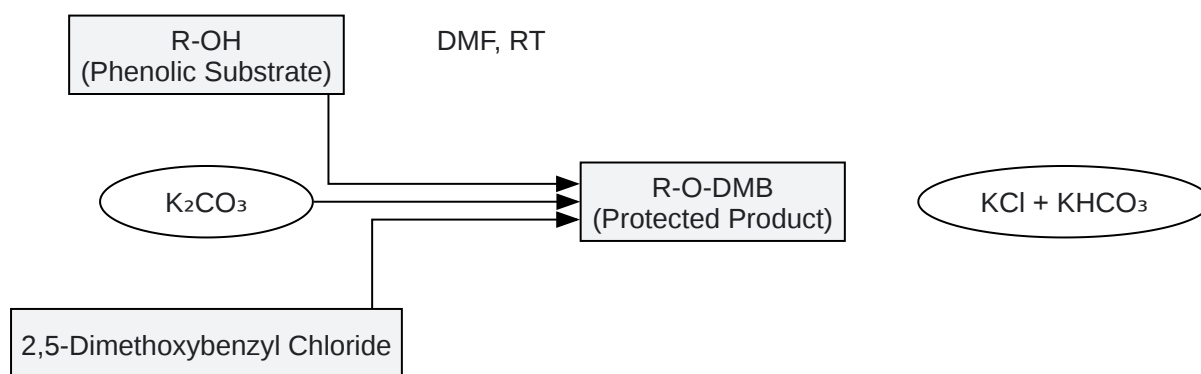 R-OH
(Phenolic Substrate)
DMF, RT
K₂CO₃
R-O-DMB
(Protected Product)
KCl + KHCO₃
2,5-Dimethoxybenzyl Chloride